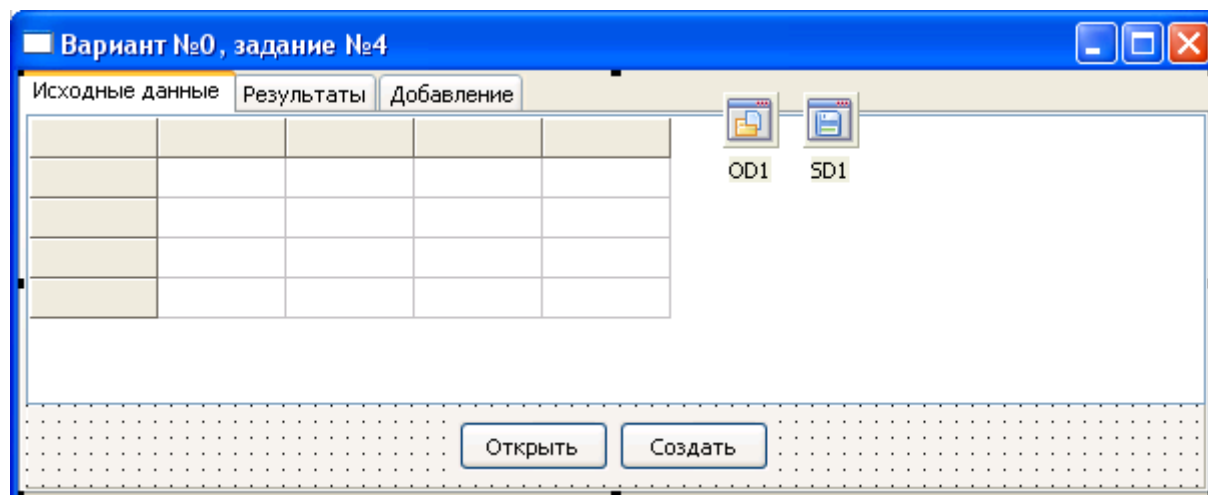 Вариант №0, задание №4
Исходные данные Результаты Добавление
OD1 SD1
Открыть Создать